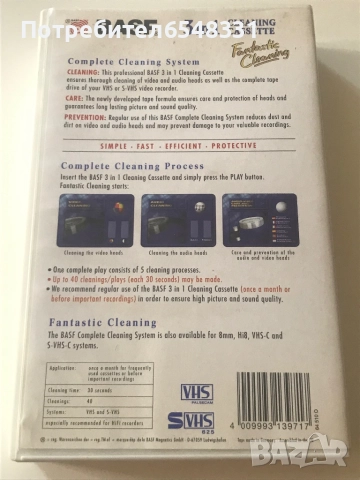 Потребител6548331
BASF 3 in 1 CLEANING
CASSETTE
Fantastic
Cleaning
Complete Cleaning System
CLEANING: This professional BASF 3 in 1 Cleaning Cassette
ensures cleaning of video and audio heads as well as the complete tape
drive of your VHS or S-VHS video recorder.
CARE: The newly developed tape formula ensures care and protection of heads and
guarantees long lasting picture and sound quality.
PREVENTION: Regular use of this BASF Complete Cleaning System reduces dust and
dirt on video and audio heads and may prevent damage to your valuable recordings.
SIMPLE · FAST · EFFICIENT · PROTECTIVE
Complete Cleaning Process
Insert the BASF 3 in 1 Cleaning Cassette and simply press the PLAY button.
Fantastic Cleaning starts:
Cleaning the video heads
Cleaning the audio heads
Care and prevention of the
audio and video heads
• One complete play consists of 5 cleaning processes.
• Up to 40 cleanings/plays (each 30 seconds) may be made.
• We recommend regular use of the BASF 3 in 1 Cleaning Cassette (once a month or
before important recordings) in order to ensure high picture and sound quality.
Fantastic Cleaning
The BASF Complete Cleaning System is also available for 8mm, Hi8, VHS-C and
S-VHS-C systems.
Application: once a month for frequently
used cassettes or before
important recordings
Cleaning time: 30 seconds
Cleanings: 40
Systems: VHS and S-VHS
especially recommended for HiFi recorders
VHS
PAL/SECAM
SVHS
625
4 009993 139717
bazar.bg